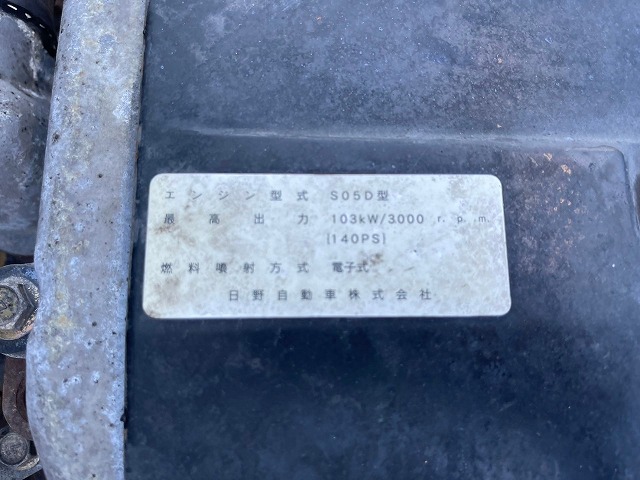 エンジン型式 S05D型
最高出力 103kW/3000 r.p.m.
(140PS)
燃料噴射方式 電子式
日野自動車株式会社